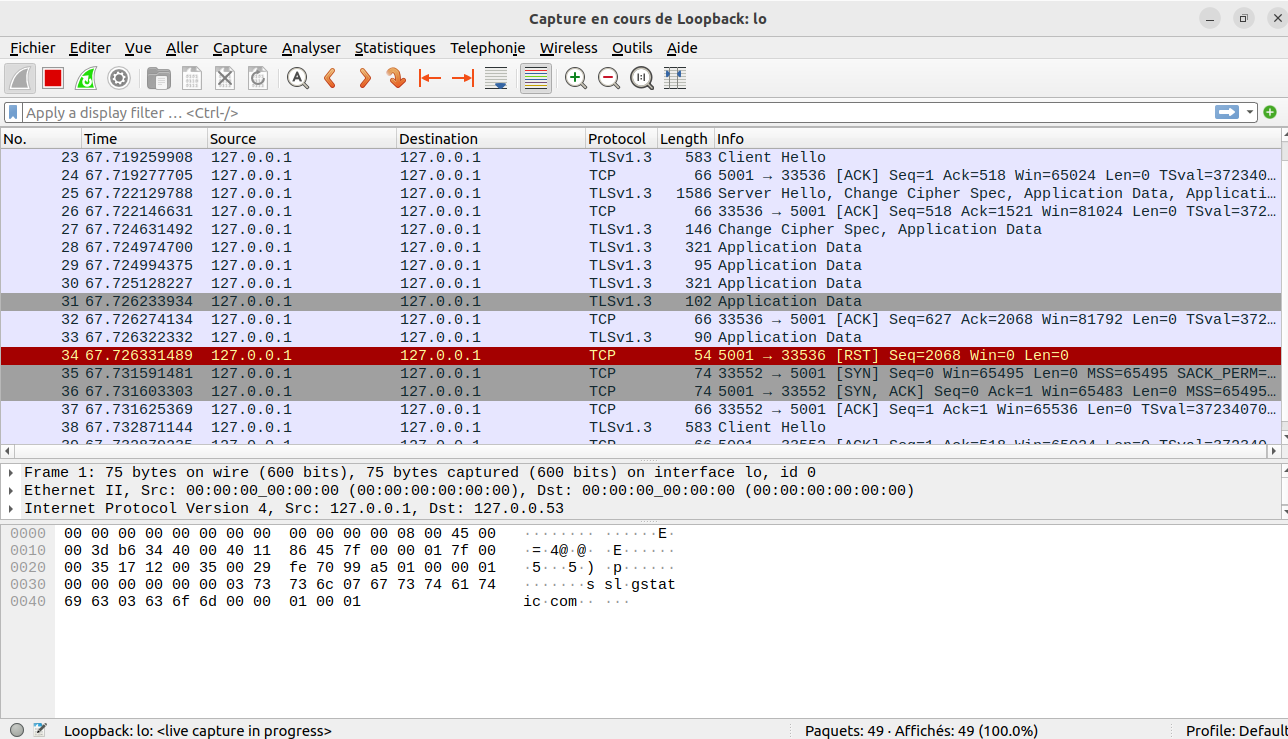 Capture en cours de Loopback: lo
Fichier Editer Vue Aller Capture Analyser Statistiques Telephonie Wireless Outils Aide
Apply a display filter … <Ctrl-/>
No. Time Source Destination Protocol Length Info
23 67.719259908 127.0.0.1 127.0.0.1 TLSv1.3 583 Client Hello
24 67.719277705 127.0.0.1 127.0.0.1 TCP 66 5001 → 33536 [ACK] Seq=1 Ack=518 Win=65024 Len=0 TSval=372340…
25 67.722129788 127.0.0.1 127.0.0.1 TLSv1.3 1586 Server Hello, Change Cipher Spec, Application Data, Applicati…
26 67.722146631 127.0.0.1 127.0.0.1 TCP 66 33536 → 5001 [ACK] Seq=518 Ack=1521 Win=81024 Len=0 TSval=372…
27 67.724631492 127.0.0.1 127.0.0.1 TLSv1.3 146 Change Cipher Spec, Application Data
28 67.724974700 127.0.0.1 127.0.0.1 TLSv1.3 321 Application Data
29 67.724994375 127.0.0.1 127.0.0.1 TLSv1.3 95 Application Data
30 67.725128227 127.0.0.1 127.0.0.1 TLSv1.3 321 Application Data
31 67.726233934 127.0.0.1 127.0.0.1 TLSv1.3 102 Application Data
32 67.726274134 127.0.0.1 127.0.0.1 TCP 66 33536 → 5001 [ACK] Seq=627 Ack=2068 Win=81792 Len=0 TSval=372…
33 67.726322332 127.0.0.1 127.0.0.1 TLSv1.3 90 Application Data
34 67.726331489 127.0.0.1 127.0.0.1 TCP 54 5001 → 33536 [RST] Seq=2068 Win=0 Len=0
35 67.731591481 127.0.0.1 127.0.0.1 TCP 74 33552 → 5001 [SYN] Seq=0 Win=65495 Len=0 MSS=65495 SACK_PERM=…
36 67.731603303 127.0.0.1 127.0.0.1 TCP 74 5001 → 33552 [SYN, ACK] Seq=0 Ack=1 Win=65483 Len=0 MSS=65495…
37 67.731625369 127.0.0.1 127.0.0.1 TCP 66 33552 → 5001 [ACK] Seq=1 Ack=1 Win=65536 Len=0 TSval=37234070…
38 67.732871144 127.0.0.1 127.0.0.1 TLSv1.3 583 Client Hello
Frame 1: 75 bytes on wire (600 bits), 75 bytes captured (600 bits) on interface lo, id 0
Ethernet II, Src: 00:00:00_00:00:00 (00:00:00:00:00:00), Dst: 00:00:00_00:00:00 (00:00:00:00:00:00)
Internet Protocol Version 4, Src: 127.0.0.1, Dst: 127.0.0.53
0000 00 00 00 00 00 00 00 00 00 00 00 00 08 00 45 00 ········ ······E·
0010 00 3d b6 34 40 00 40 11 86 45 7f 00 00 01 7f 00 ·=·4@·@· ·E······
0020 00 35 17 12 00 35 00 29 fe 70 99 a5 01 00 00 01 ·5···5·) ·p······
0030 00 00 00 00 00 00 03 73 73 6c 07 67 73 74 61 74 ·······s sl·gstat
0040 69 63 03 63 6f 6d 00 00 01 00 01 ic·com·· ···
Loopback: lo: <live capture in progress> Paquets: 49 · Affichés: 49 (100.0%) Profile: Default